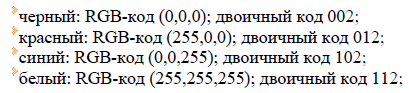 черный: RGB-код (0,0,0); двоичный код 002;
красный: RGB-код (255,0,0); двоичный код 012;
синий: RGB-код (0,0,255); двоичный код 102;
белый: RGB-код (255,255,255); двоичный код 112;